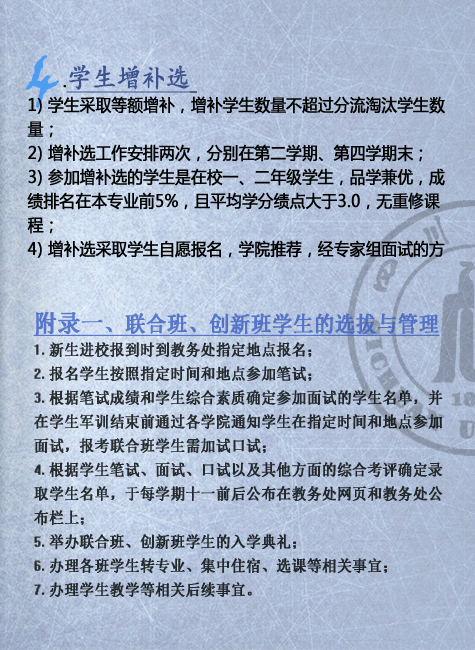 4.学生增补选
1) 学生采取等额增补，增补学生数量不超过分流淘汰学生数
量；
2) 增补选工作安排两次，分别在第二学期、第四学期末；
3) 参加增补选的学生是在校一、二年级学生，品学兼优，成
绩排名在本专业前5%，且平均学分绩点大于3.0，无重修课
程；
4) 增补选采取学生自愿报名，学院推荐，经专家组面试的方
附录一、联合班、创新班学生的选拔与管理
1. 新生进校报到时到教务处指定地点报名；
2. 报名学生按照指定时间和地点参加笔试；
3. 根据笔试成绩和学生综合素质确定参加面试的学生名单，并
在学生军训结束前通过各学院通知学生在指定时间和地点参加
面试，报考联合班学生需加试口试；
4. 根据学生笔试、面试、口试以及其他方面的综合考评确定录
取学生名单，于每学期十一前后公布在教务处网页和教务处公
布栏上；
5. 举办联合班、创新班学生的入学典礼；
6. 办理各班学生转专业、集中住宿、选课等相关事宜；
7. 办理学生教学等相关后续事宜。